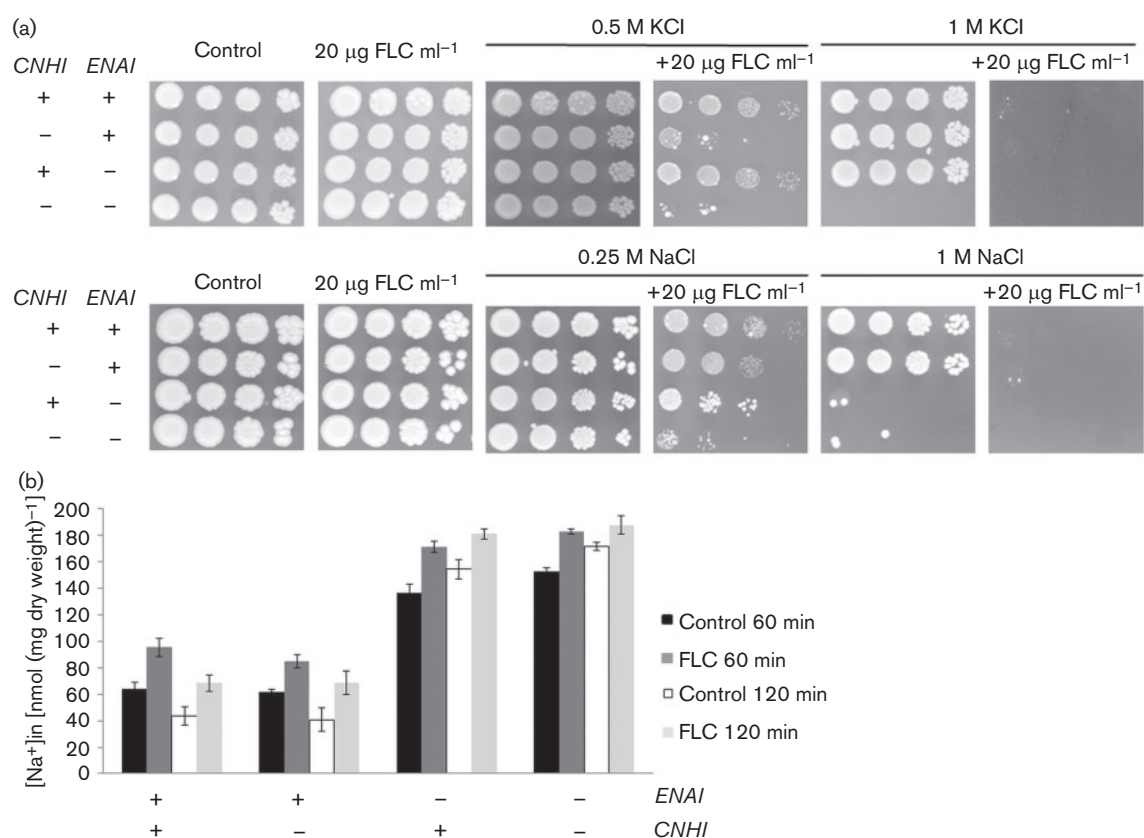 (a)
0.5 M KCl 1 M KCl
Control 20 µg FLC ml⁻¹ +20 µg FLC ml⁻¹ +20 µg FLC ml⁻¹
CNHI ENAI
+ +
– +
+ –
– –
0.25 M NaCl 1 M NaCl
Control 20 µg FLC ml⁻¹ +20 µg FLC ml⁻¹ +20 µg FLC ml⁻¹
CNHI ENAI
+ +
– +
+ –
– –
(b)
[Na⁺]in [nmol (mg dry weight)⁻¹]
200
180
160
140
120
100
80
60
40
20
0
Control 60 min
FLC 60 min
Control 120 min
FLC 120 min
+ + – – ENAI
+ – + – CNHI